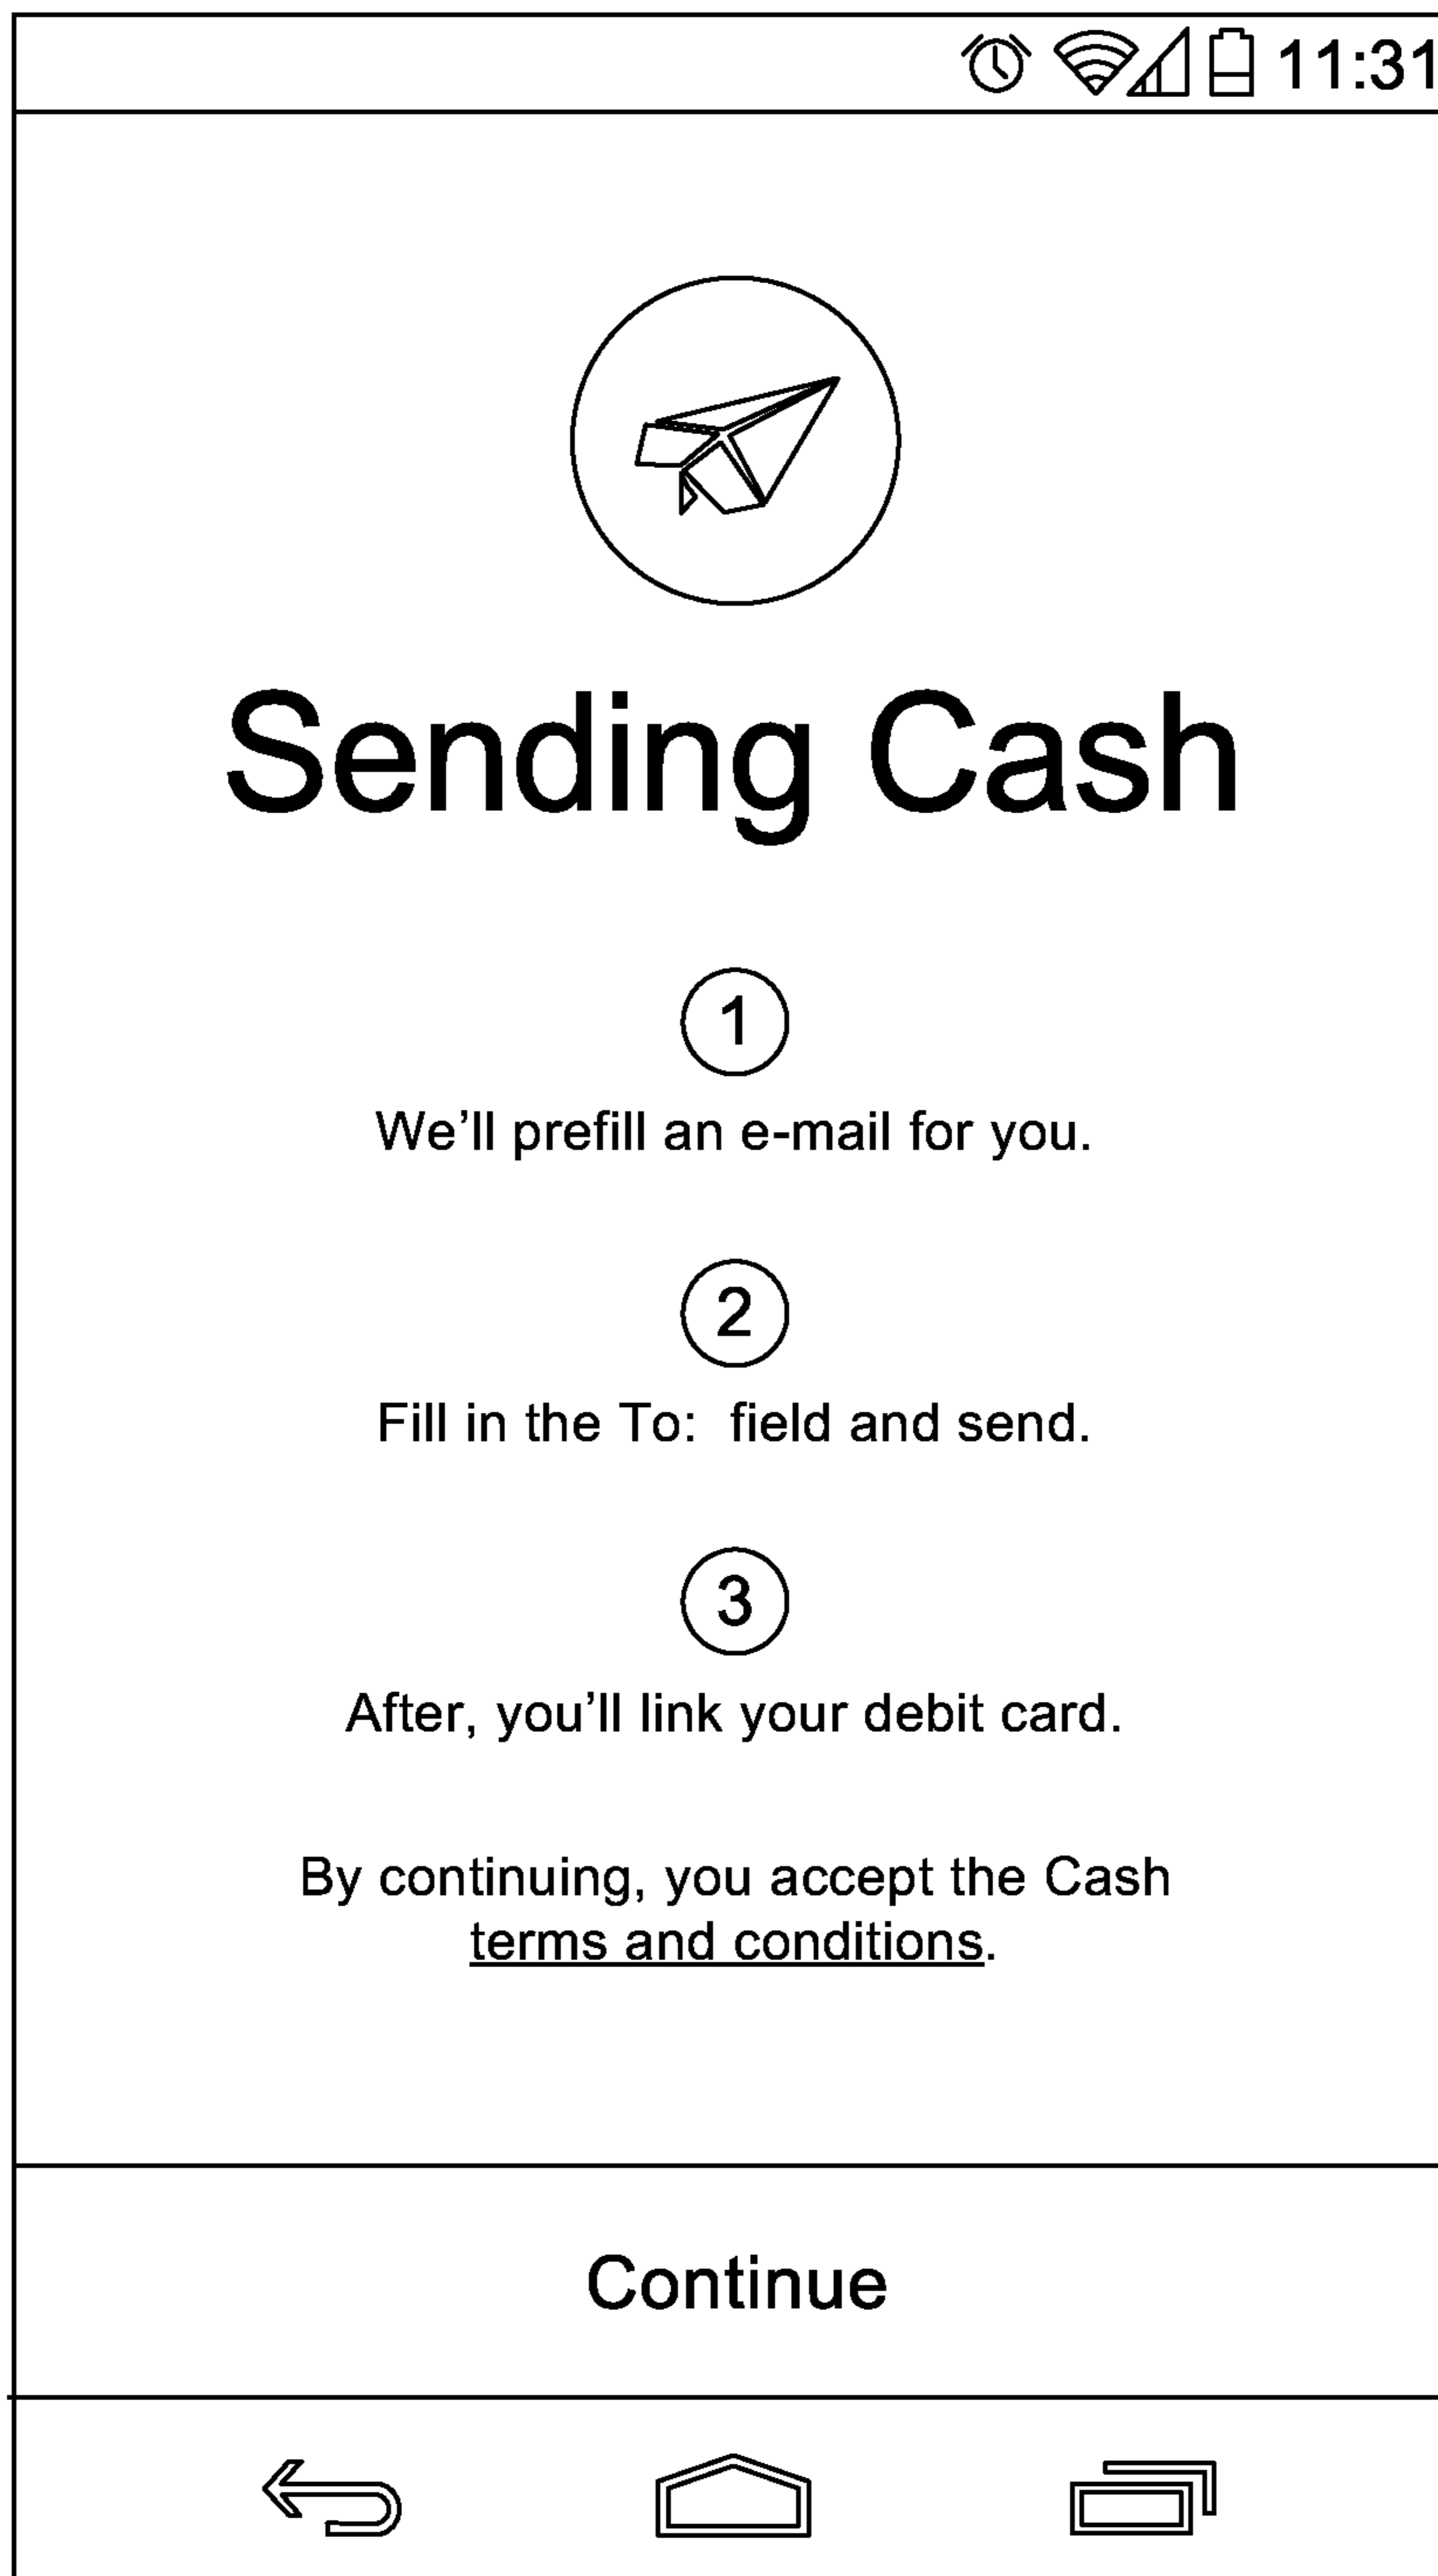 11:31
Sending Cash
1
We’ll prefill an e-mail for you.
2
Fill in the To:  field and send.
3
After, you’ll link your debit card.
By continuing, you accept the Cash
terms and conditions.
Continue